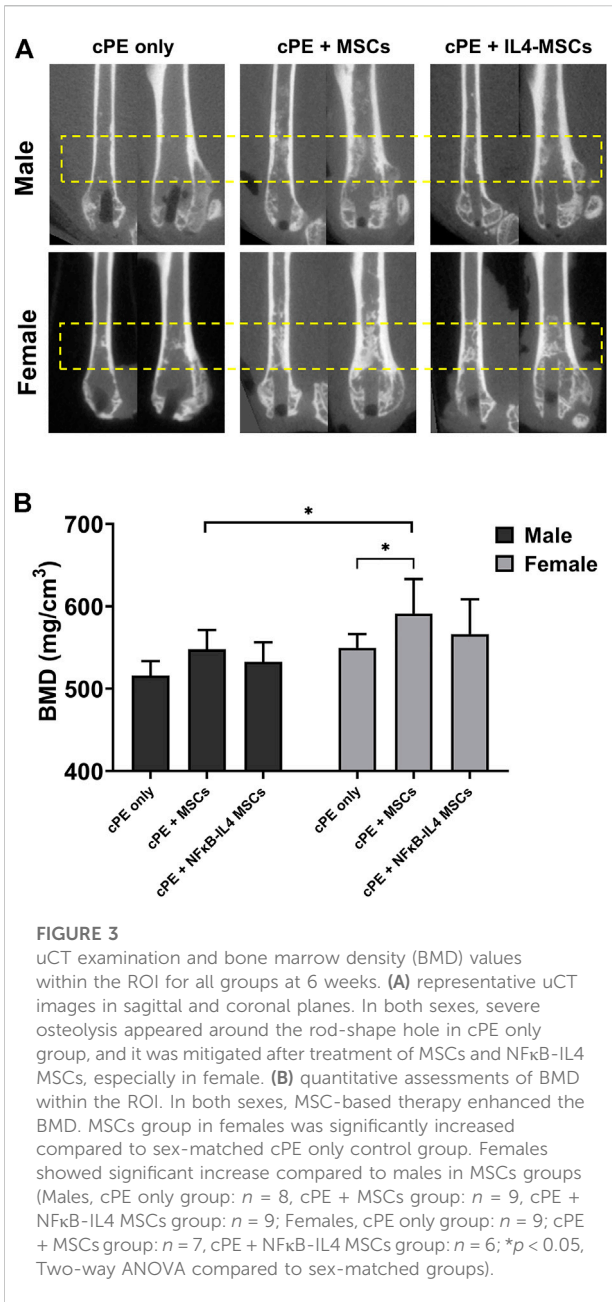 A
cPE only
cPE + MSCs
cPE + IL4-MSCs
Male
Female
B
BMD (mg/cm³)
700
600
500
400
*
*
Male
Female
cPE only
cPE + MSCs
cPE + NFκB-IL4 MSCs
cPE only
cPE + MSCs
cPE + NFκB-IL4 MSCs
FIGURE 3
uCT examination and bone marrow density (BMD) values
within the ROI for all groups at 6 weeks. (A) representative uCT
images in sagittal and coronal planes. In both sexes, severe
osteolysis appeared around the rod-shape hole in cPE only
group, and it was mitigated after treatment of MSCs and NFκB-IL4
MSCs, especially in female. (B) quantitative assessments of BMD
within the ROI. In both sexes, MSC-based therapy enhanced the
BMD. MSCs group in females was significantly increased
compared to sex-matched cPE only control group. Females
showed significant increase compared to males in MSCs groups
(Males, cPE only group: n = 8, cPE + MSCs group: n = 9, cPE +
NFκB-IL4 MSCs group: n = 9; Females, cPE only group: n = 9; cPE
+ MSCs group: n = 7, cPE + NFκB-IL4 MSCs group: n = 6; *p < 0.05,
Two-way ANOVA compared to sex-matched groups).